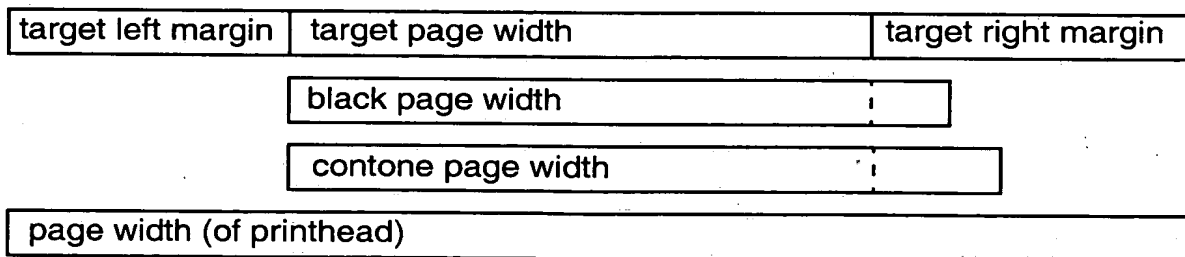 target left margin target page width target right margin
black page width
contone page width
page width (of printhead)